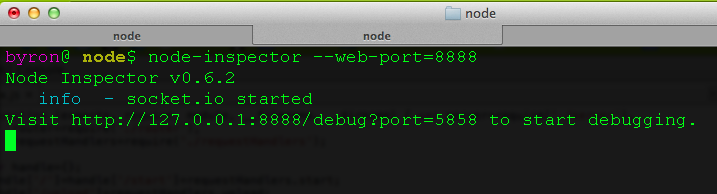 node
node node
byron@ node$ node-inspector --web-port=8888
Node Inspector v0.6.2
info - socket.io started
Visit http://127.0.0.1:8888/debug?port=5858 to start debugging.